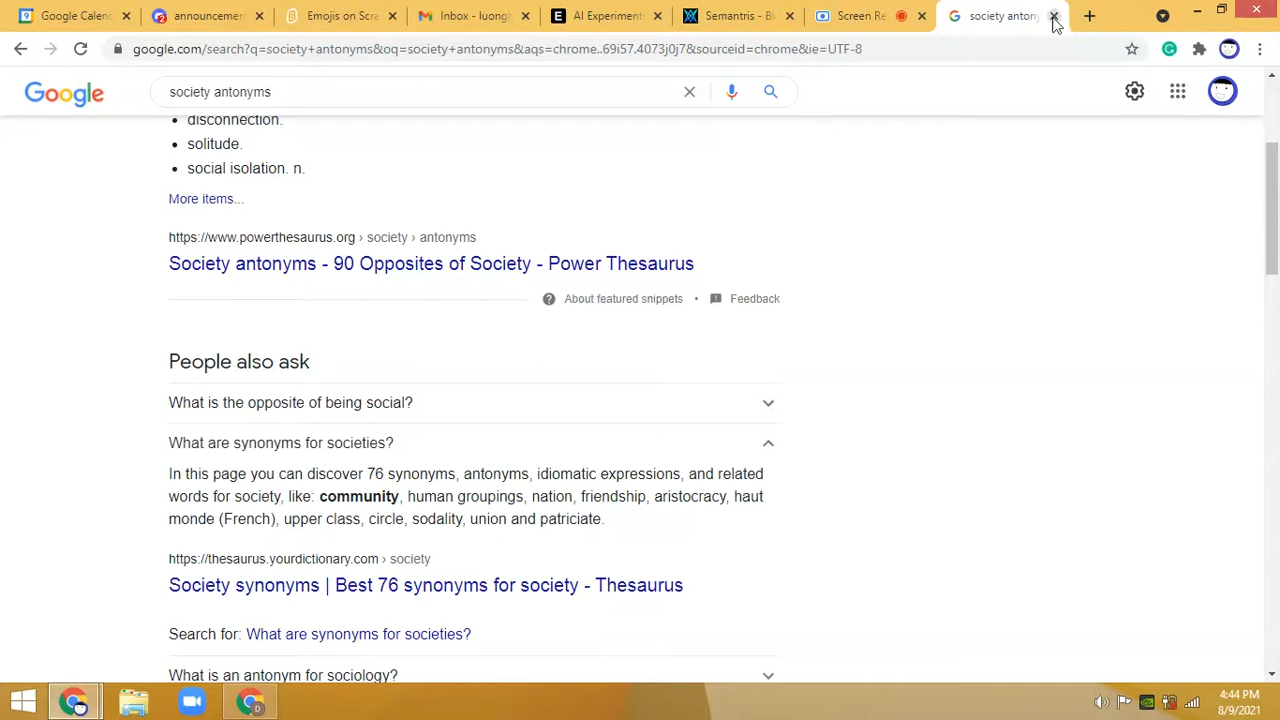 Google Calend
announcemen
Emojis on Scra
Inbox - luongh
AI Experiment
Semantris - Bl
Screen Re
society anton
google.com/search?q=society+antonyms&oq=society+antonyms&aqs=chrome..69i57.4073j0j7&sourceid=chrome&ie=UTF-8
Google
society antonyms
disconnection.
solitude.
social isolation. n.
More items...
https://www.powerthesaurus.org › society › antonyms
Society antonyms - 90 Opposites of Society - Power Thesaurus
About featured snippets • Feedback
People also ask
What is the opposite of being social?
What are synonyms for societies?
In this page you can discover 76 synonyms, antonyms, idiomatic expressions, and related
words for society, like: community, human groupings, nation, friendship, aristocracy, haut
monde (French), upper class, circle, sodality, union and patriciate.
https://thesaurus.yourdictionary.com › society
Society synonyms | Best 76 synonyms for society - Thesaurus
Search for: What are synonyms for societies?
What is an antonym for sociology?
4:44 PM
8/9/2021